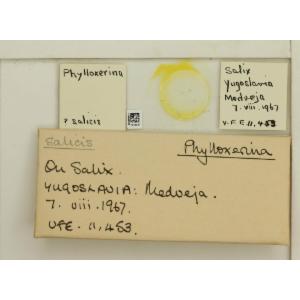 Phylloxerina
? salicis
Salix
Yugoslavia
Medveja
7. viii. 1967
V.F.E. 11,453
salicis
Phylloxerina
On Salix.
YUGOSLAVIA: Medveja.
7. viii. 1967.
VFE. 11,453.